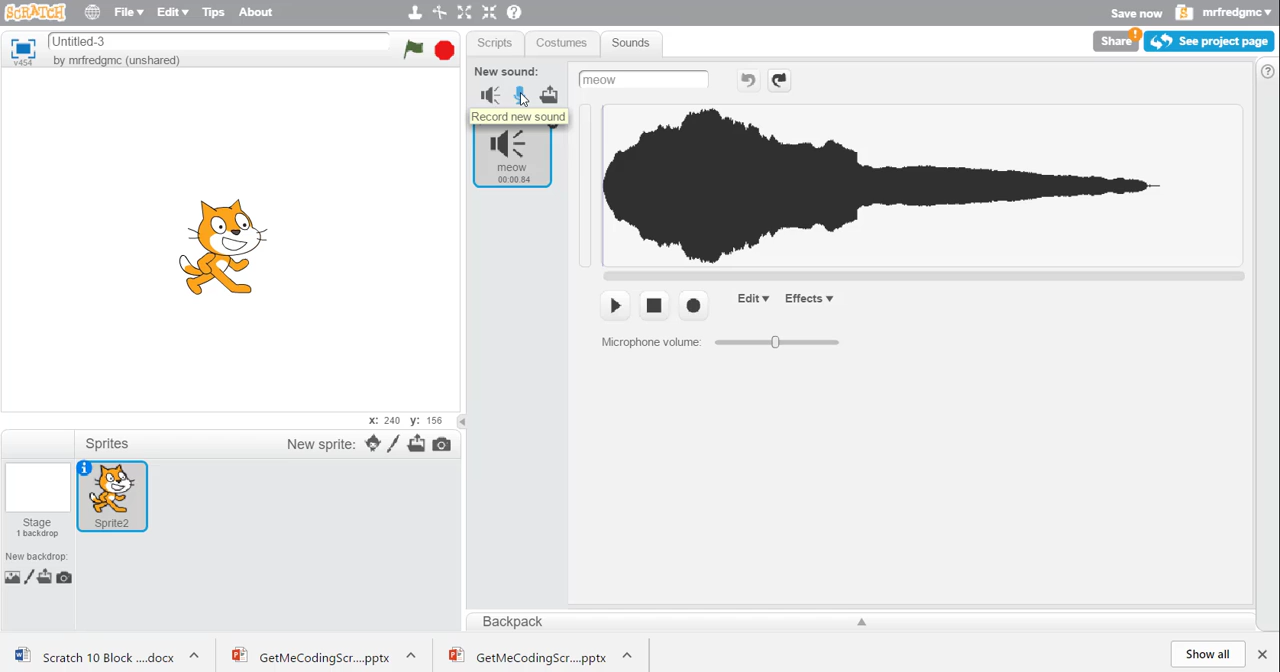 SCRATCH
File ▾
Edit ▾
Tips
About
Save now
mrfredgmc ▾
v454
Untitled-3
by mrfredgmc (unshared)
Scripts
Costumes
Sounds
Share
!
See project page
New sound:
meow
Record new sound
meow
00:00.84
Edit ▾
Effects ▾
Microphone volume:
x: 240 y: 156
Sprites
New sprite:
Stage
1 backdrop
Sprite2
New backdrop:
Backpack
Scratch 10 Block ....docx
GetMeCodingScr....pptx
GetMeCodingScr....pptx
Show all